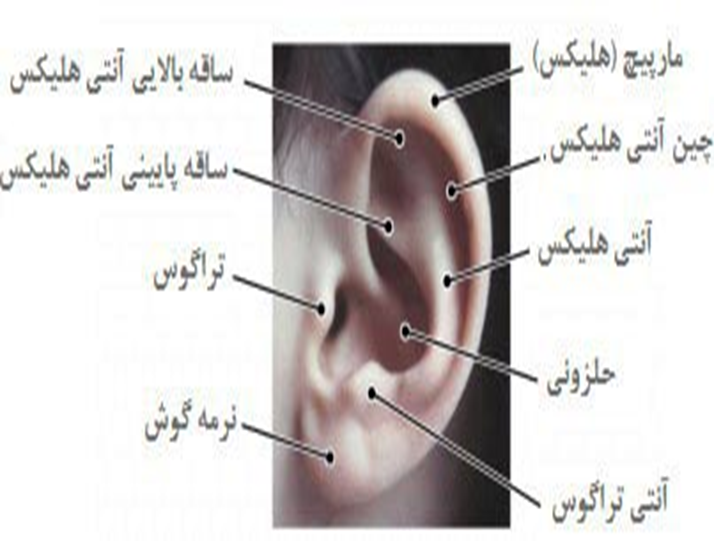 مارپیچ (هلیکس)
ساقه بالایی آنتی هلیکس
چین آنتی هلیکس
ساقه پایینی آنتی هلیکس
آنتی هلیکس
تراگوس
حلزونی
نرمه گوش
آنتی تراگوس